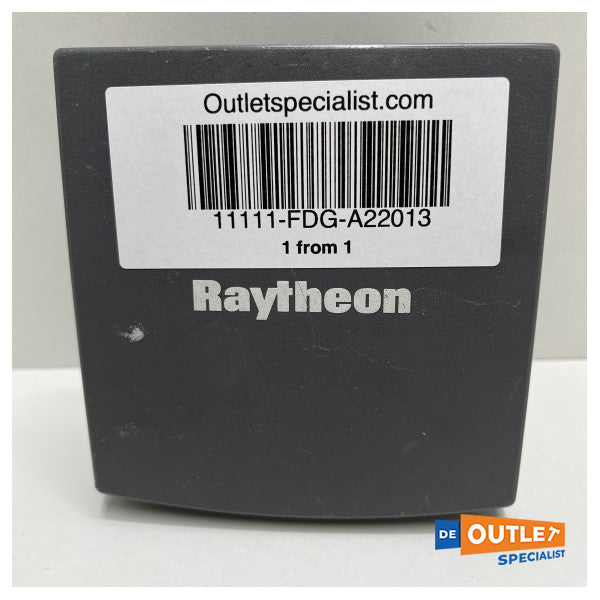 Outletspecialist.com
11111-FDG-A22013
1 from 1
Raytheon
DE OUTLET
SPECIALIST